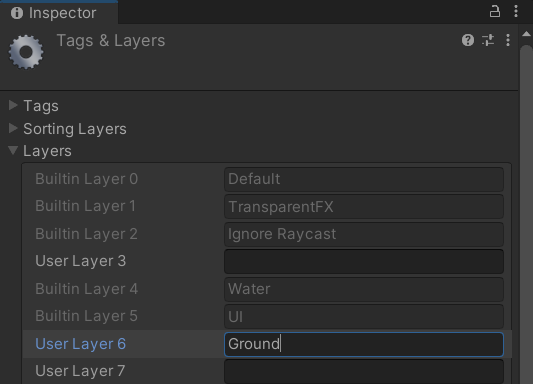 Inspector
Tags & Layers
Tags
Sorting Layers
Layers
Builtin Layer 0 Default
Builtin Layer 1 TransparentFX
Builtin Layer 2 Ignore Raycast
User Layer 3
Builtin Layer 4 Water
Builtin Layer 5 UI
User Layer 6 Ground
User Layer 7